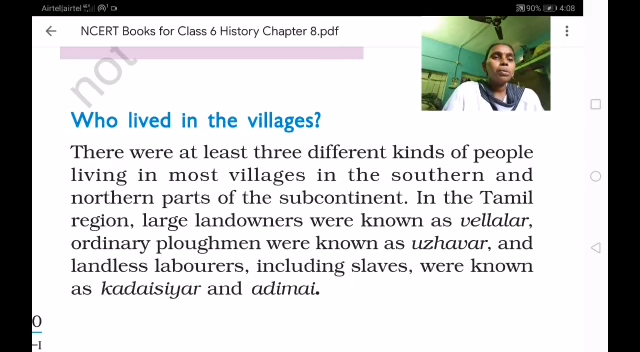 Airtel|airtel
90% 4:08
NCERT Books for Class 6 History Chapter 8.pdf
not
Who lived in the villages?
There were at least three different kinds of people
living in most villages in the southern and
northern parts of the subcontinent. In the Tamil
region, large landowners were known as vellalar,
ordinary ploughmen were known as uzhavar, and
landless labourers, including slaves, were known
as kadaisiyar and adimai.
0
–I